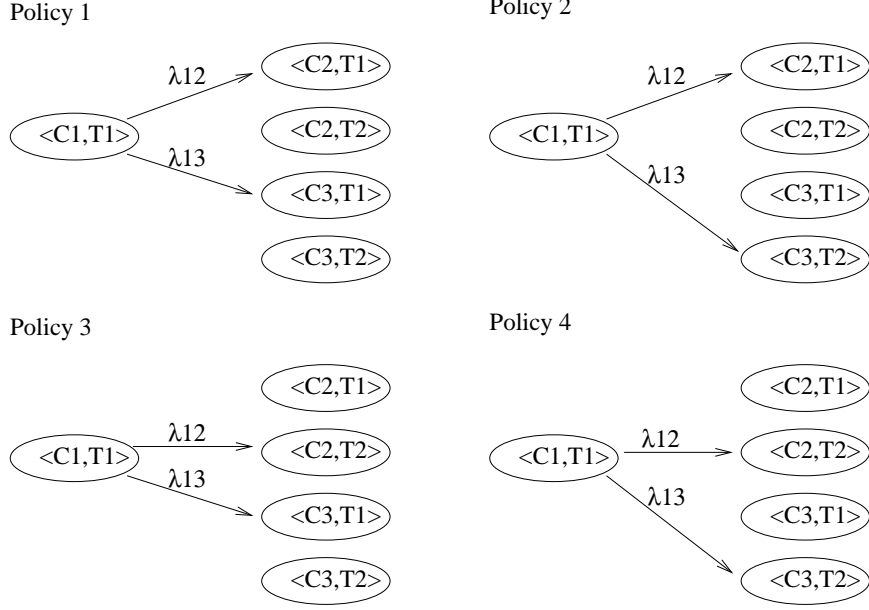 Policy 1
λ12
<C2,T1>
<C1,T1>
<C2,T2>
λ13
<C3,T1>
<C3,T2>
Policy 2
λ12
<C2,T1>
<C1,T1>
<C2,T2>
λ13
<C3,T1>
<C3,T2>
Policy 3
<C2,T1>
λ12
<C1,T1>
<C2,T2>
λ13
<C3,T1>
<C3,T2>
Policy 4
<C2,T1>
λ12
<C1,T1>
<C2,T2>
λ13
<C3,T1>
<C3,T2>